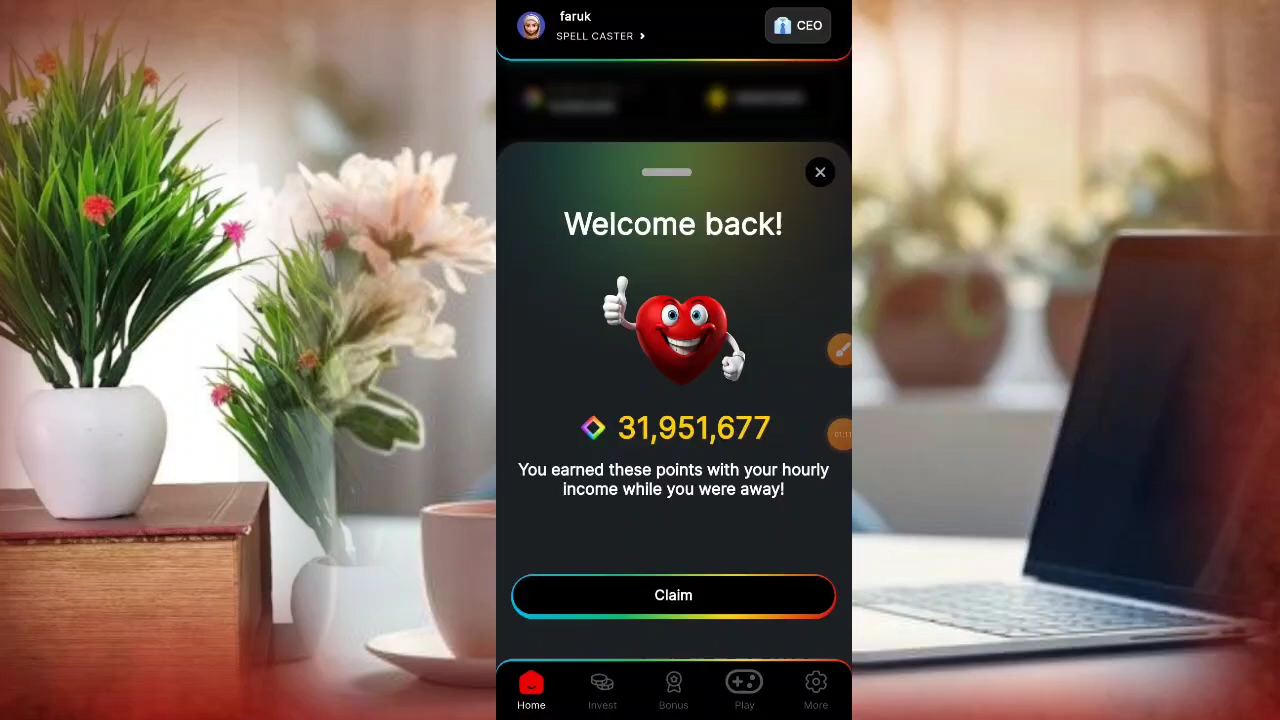 faruk
SPELL CASTER
CEO
Welcome back!
31,951,677
You earned these points with your hourly
income while you were away!
Claim
Home
Invest
Bonus
Play
More